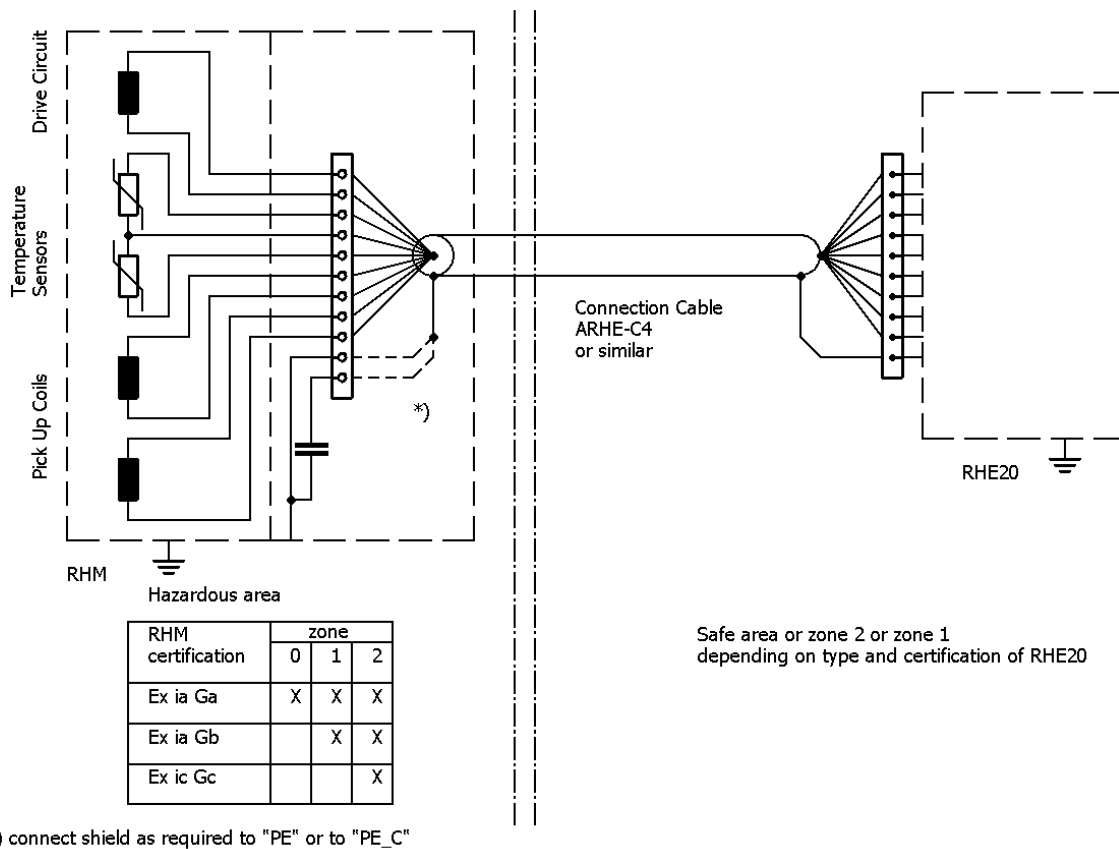 Drive Circuit
Temperature
Sensors
Pick Up Coils
*)
Connection Cable
ARHE-C4
or similar
RHE20
RHM
Hazardous area
RHM
certification
zone
0 1 2
Ex ia Ga X X X
Ex ia Gb X X
Ex ic Gc X
Safe area or zone 2 or zone 1
depending on type and certification of RHE20
) connect shield as required to "PE" or to "PE_C"